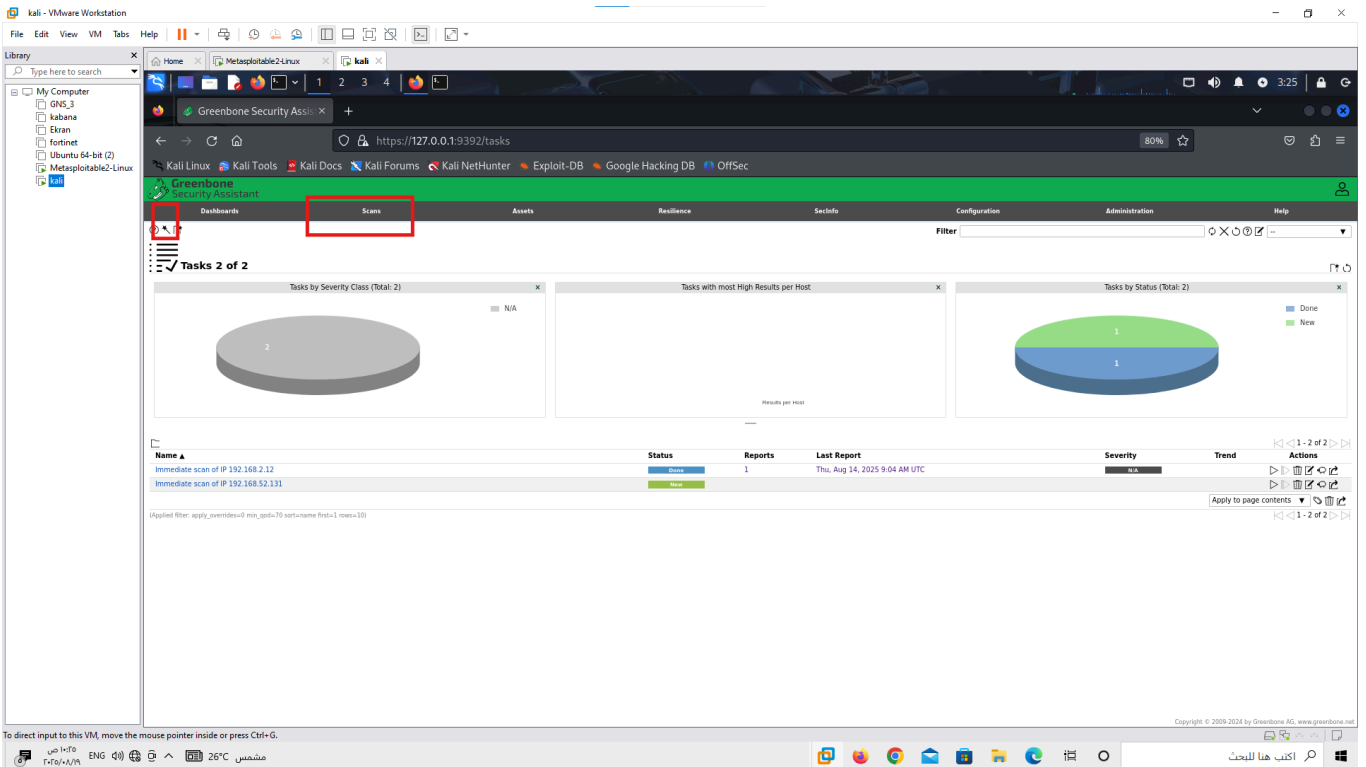 kali - VMware Workstation
File Edit View VM Tabs Help
Library
Type here to search
My Computer
GNS_3
kabana
Ekran
fortinet
Ubuntu 64-bit (2)
Metasploitable2-Linux
kali
Home Metasploitable2-Linux kali
1 2 3 4 3:25
Greenbone Security Assis
https://127.0.0.1:9392/tasks 80%
Kali Linux Kali Tools Kali Docs Kali Forums Kali NetHunter Exploit-DB Google Hacking DB OffSec
Greenbone
Security Assistant
Dashboards Scans Assets Resilience SecInfo Configuration Administration Help
Filter --
Tasks 2 of 2
Tasks by Severity Class (Total: 2) Tasks with most High Results per Host Tasks by Status (Total: 2)
N/A
2
Results per Host
Done
New
1
1
1 - 2 of 2
Name ▲ Status Reports Last Report Severity Trend Actions
Immediate scan of IP 192.168.2.12 Done 1 Thu, Aug 14, 2025 9:04 AM UTC N/A
Immediate scan of IP 192.168.52.131 New
Apply to page contents
(Applied filter: apply_overrides=0 min_qod=70 sort=name first=1 rows=10) 1 - 2 of 2
Copyright © 2009-2024 by Greenbone AG, www.greenbone.net
To direct input to this VM, move the mouse pointer inside or press Ctrl+G.
١٠:٢٥ ص
٢٠٢٥/٠٨/١٩
ENG 26°C مشمس
اكتب هنا للبحث